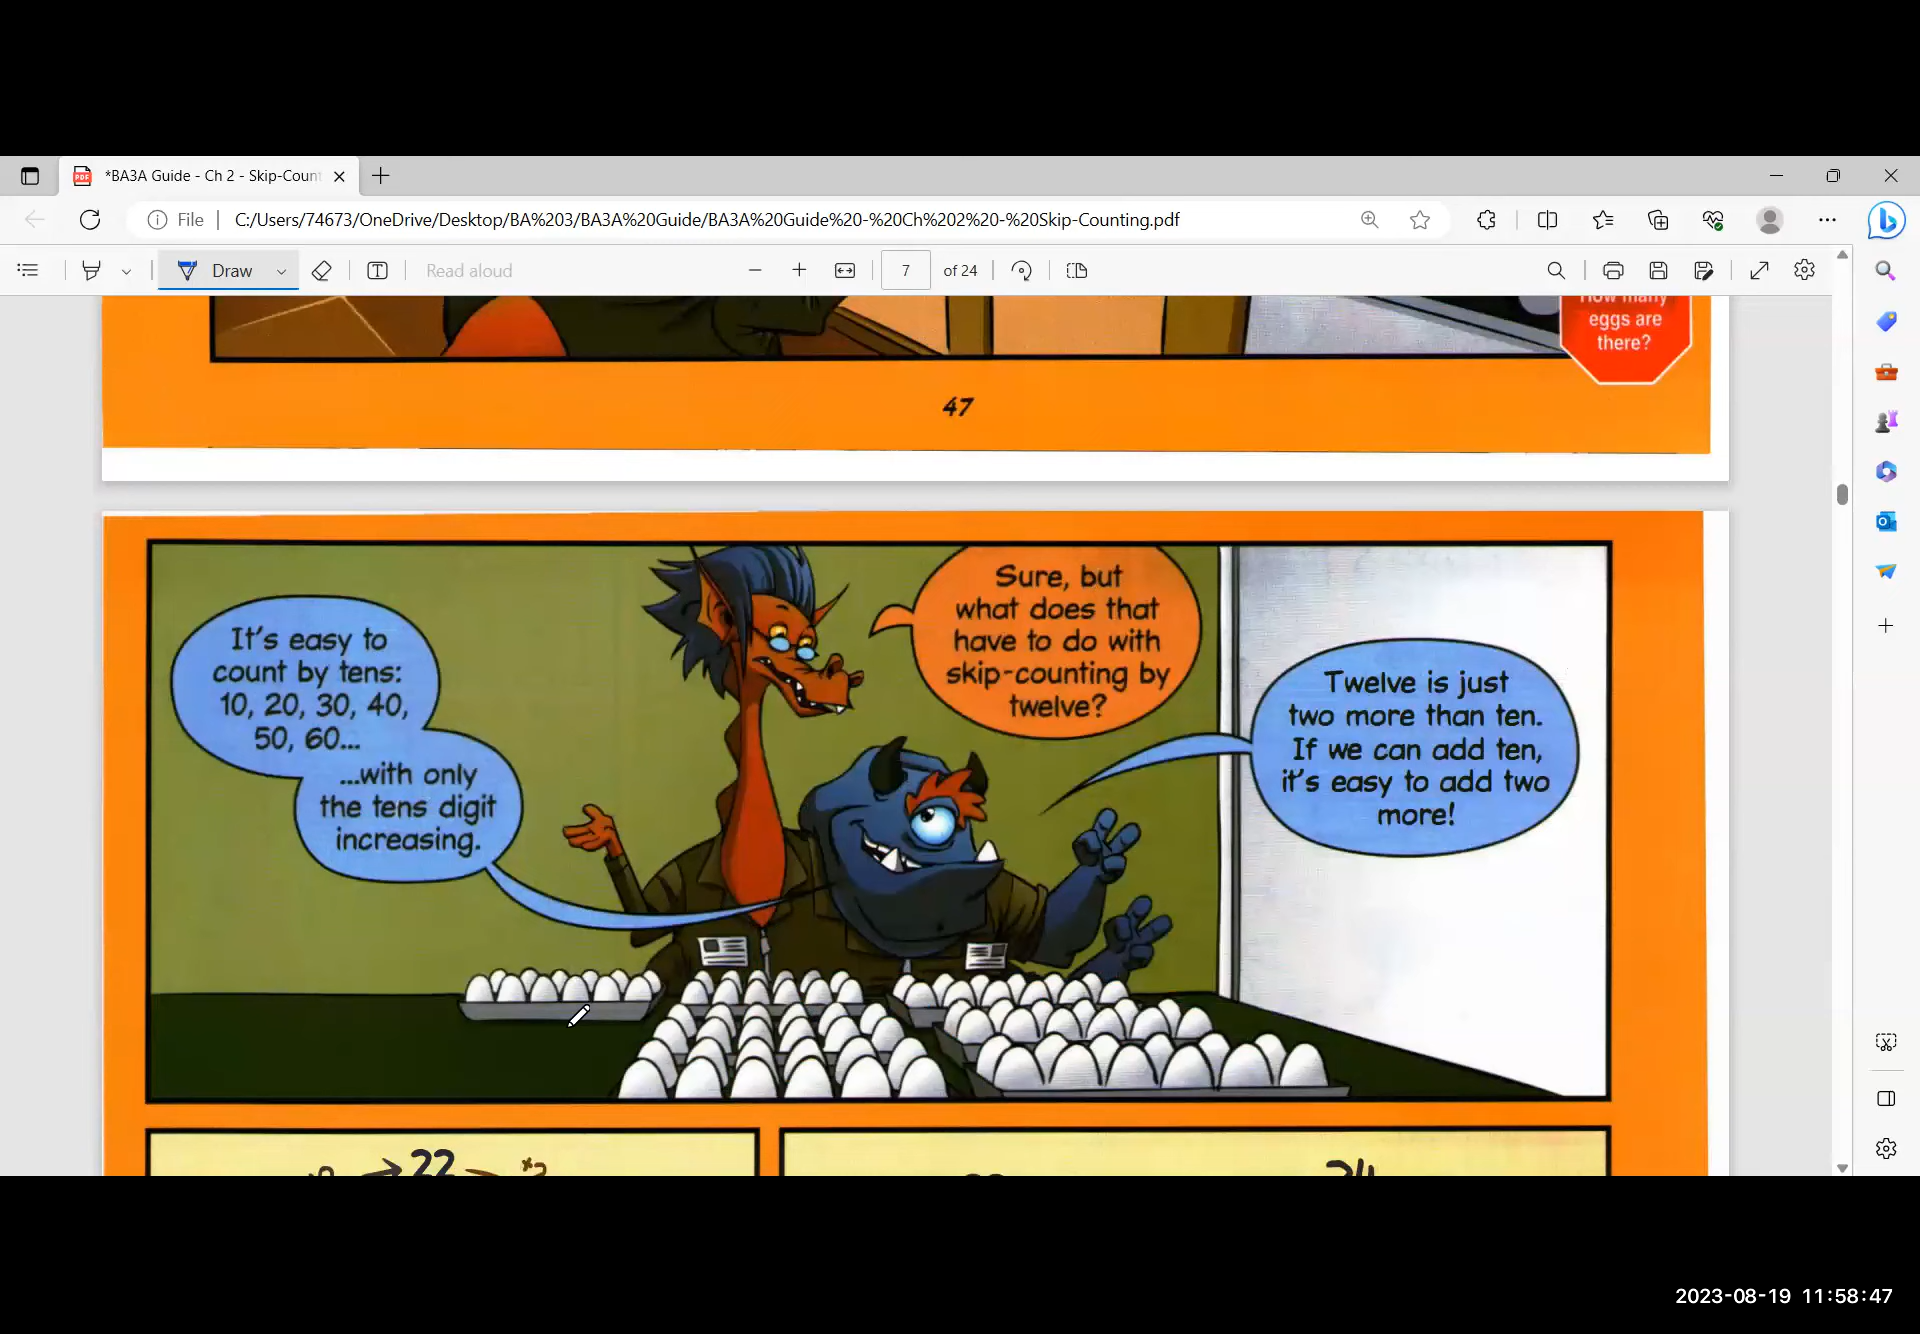 *BA3A Guide - Ch 2 - Skip-Coun
File
C:/Users/74673/OneDrive/Desktop/BA%203/BA3A%20Guide/BA3A%20Guide%20-%20Ch%202%20-%20Skip-Counting.pdf
Draw
Read aloud
7
of 24
How many
eggs are
there?
47
It's easy to
count by tens:
10, 20, 30, 40,
50, 60...
...with only
the tens digit
increasing.
Sure, but
what does that
have to do with
skip-counting by
twelve?
Twelve is just
two more than ten.
If we can add ten,
it's easy to add two
more!
22
2023-08-19 11:58:47